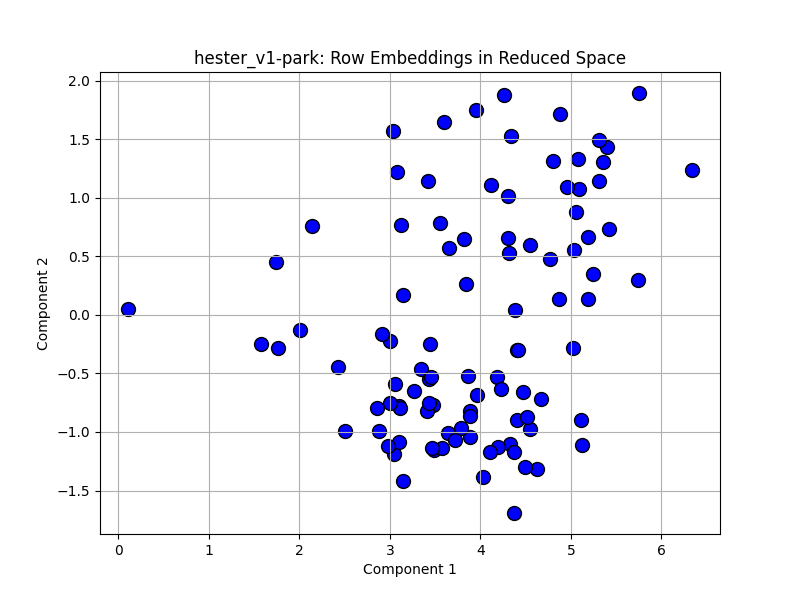 hester_v1-park: Row Embeddings in Reduced Space
2.0
1.5
1.0
0.5
0.0
−0.5
−1.0
−1.5
Component 2
0 1 2 3 4 5 6
Component 1